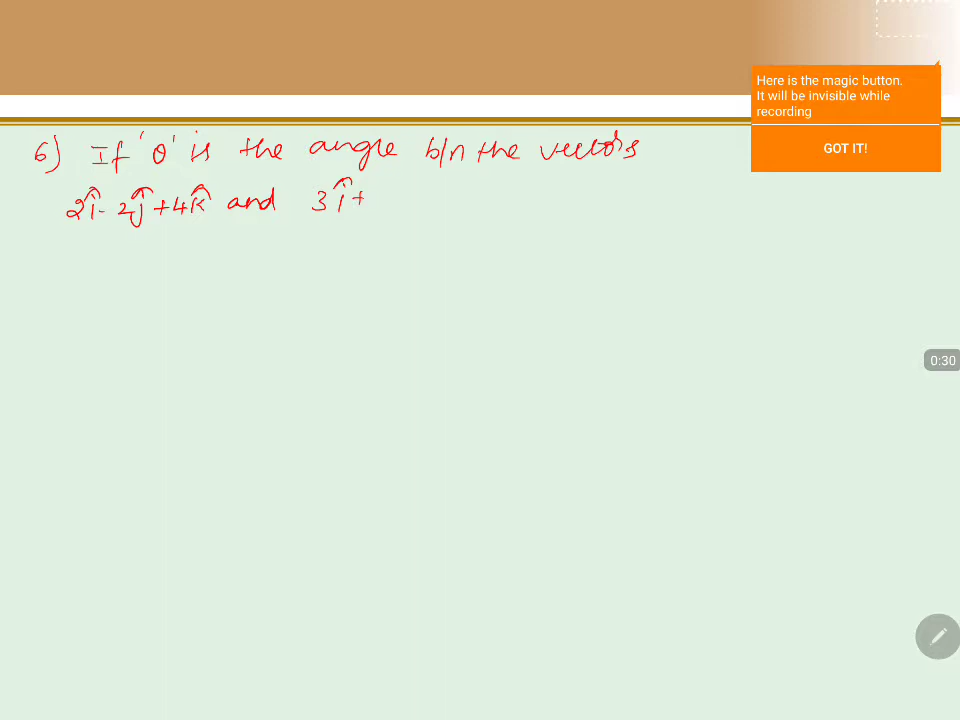 Here is the magic button.
It will be invisible while
recording
GOT IT!
6) If 'θ' is the angle b/n the vectors
2î - 2ĵ + 4k̂ and 3î +
0:30